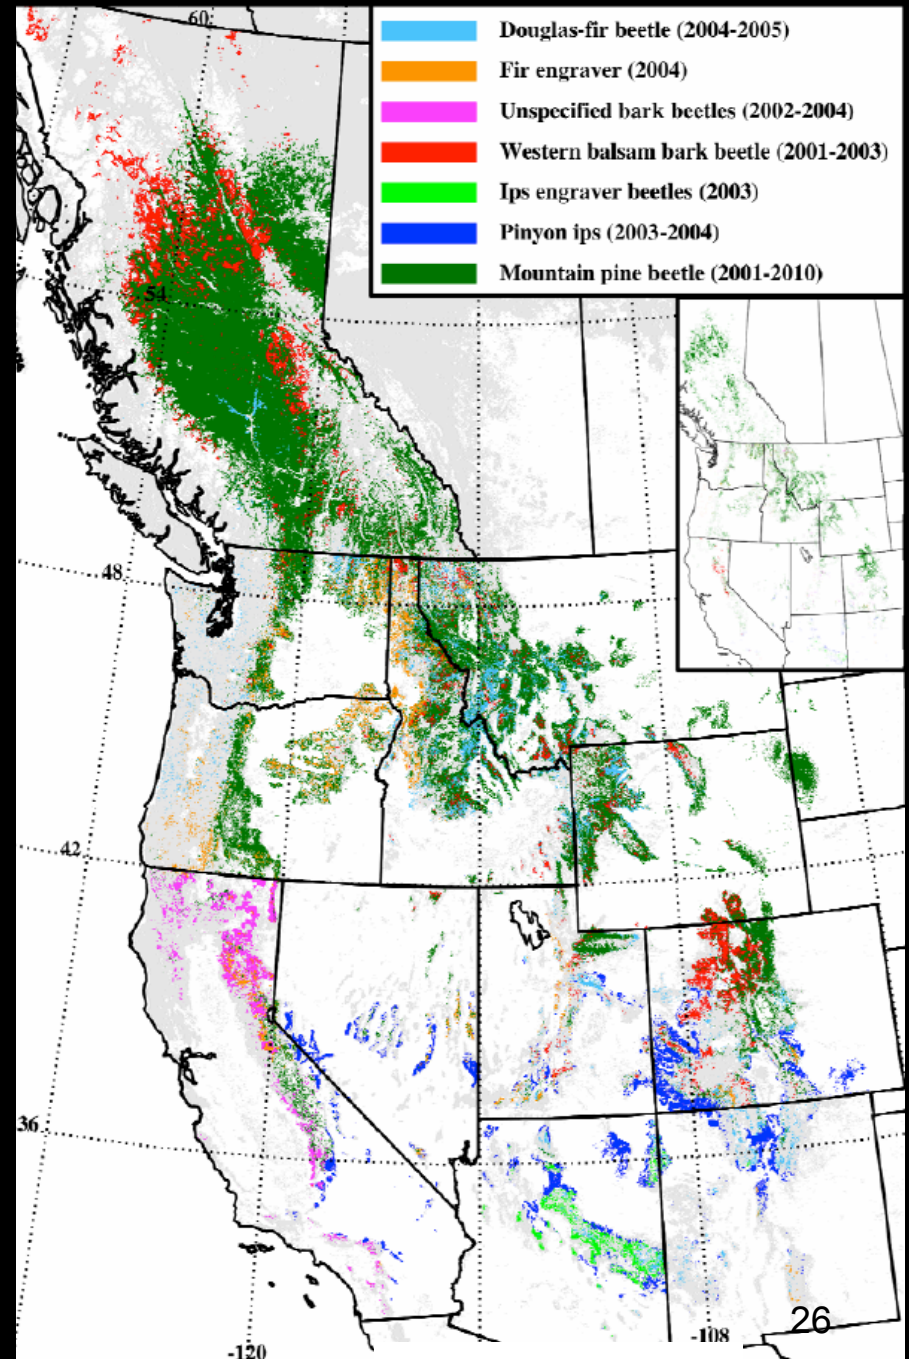 60
Douglas-fir beetle (2004-2005)
Fir engraver (2004)
Unspecified bark beetles (2002-2004)
Western balsam bark beetle (2001-2003)
Ips engraver beetles (2003)
Pinyon ips (2003-2004)
Mountain pine beetle (2001-2010)
54
48
42
36
26
-108
-120